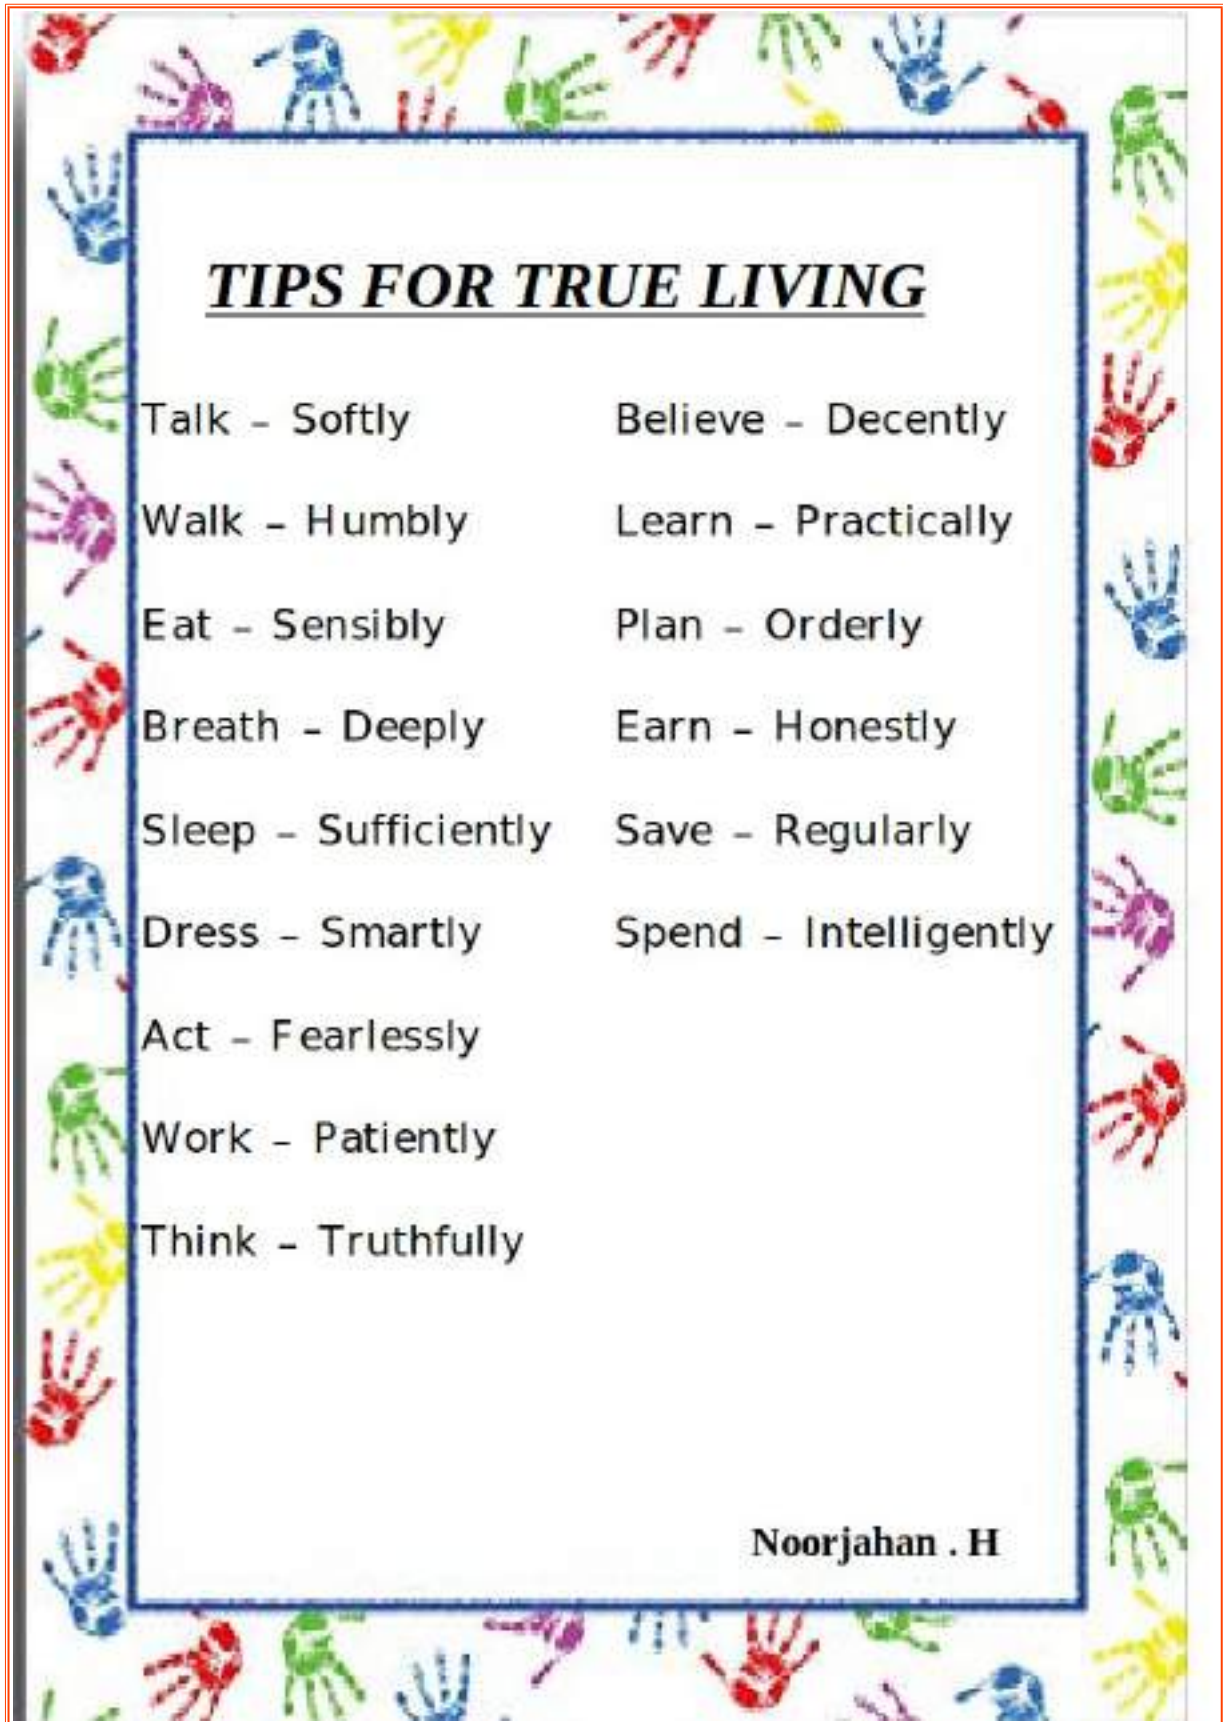 TIPS FOR TRUE LIVING
Talk – Softly
Walk – Humbly
Eat – Sensibly
Breath – Deeply
Sleep – Sufficiently
Dress – Smartly
Act – Fearlessly
Work – Patiently
Think – Truthfully
Believe – Decently
Learn – Practically
Plan – Orderly
Earn – Honestly
Save – Regularly
Spend – Intelligently
Noorjahan . H